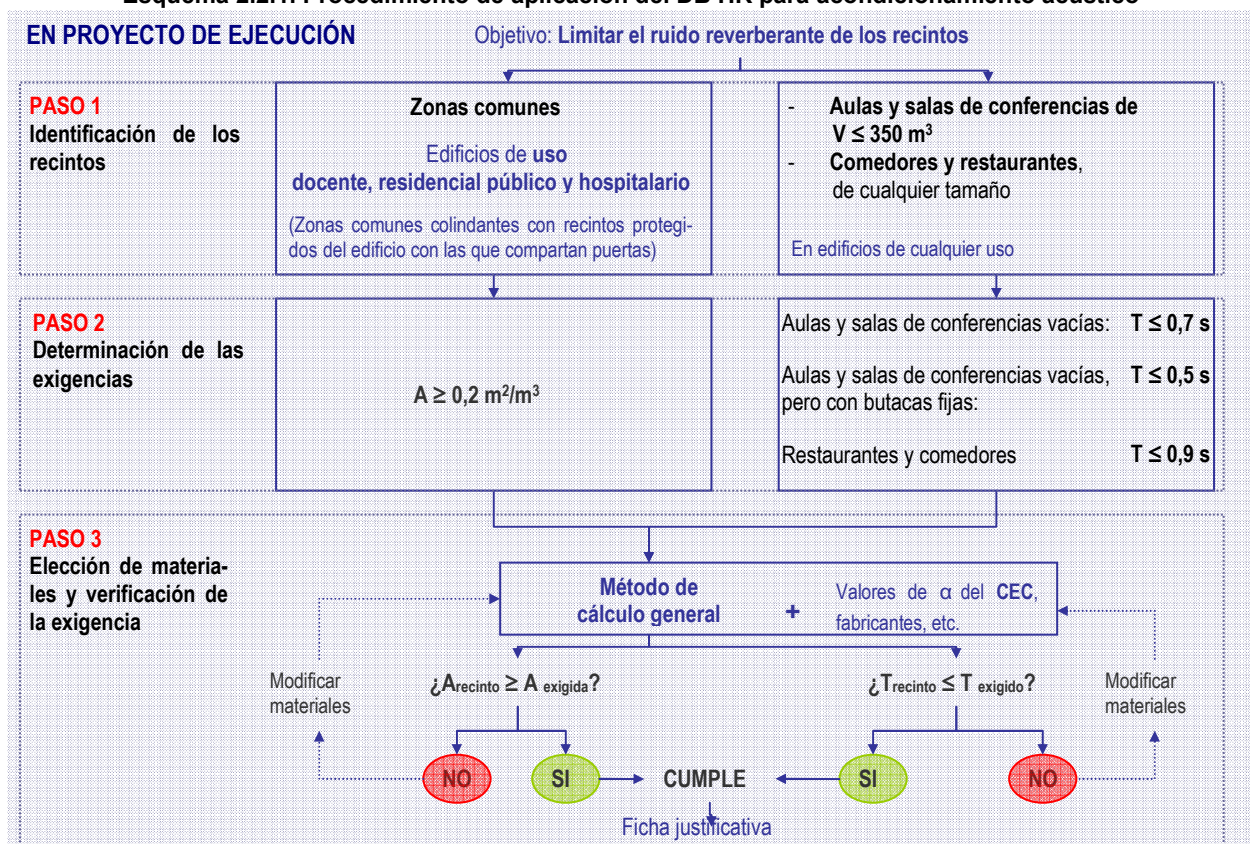 EN PROYECTO DE EJECUCIÓN
Objetivo: Limitar el ruido reverberante de los recintos
PASO 1
Identificación de los
recintos
Zonas comunes
Edificios de uso
docente, residencial público y hospitalario
(Zonas comunes colindantes con recintos protegi-
dos del edificio con las que compartan puertas)
- Aulas y salas de conferencias de
V ≤ 350 m³
- Comedores y restaurantes,
de cualquier tamaño
En edificios de cualquier uso
PASO 2
Determinación de las
exigencias
A ≥ 0,2 m²/m³
Aulas y salas de conferencias vacías: T ≤ 0,7 s
Aulas y salas de conferencias vacías, T ≤ 0,5 s
pero con butacas fijas:
Restaurantes y comedores T ≤ 0,9 s
PASO 3
Elección de materia-
les y verificación de
la exigencia
Método de
cálculo general
+
Valores de α del CEC,
fabricantes, etc.
Modificar
materiales
¿Arecinto ≥ A exigida?
¿Trecinto ≤ T exigido?
Modificar
materiales
NO
SI
CUMPLE
SI
NO
Ficha justificativa